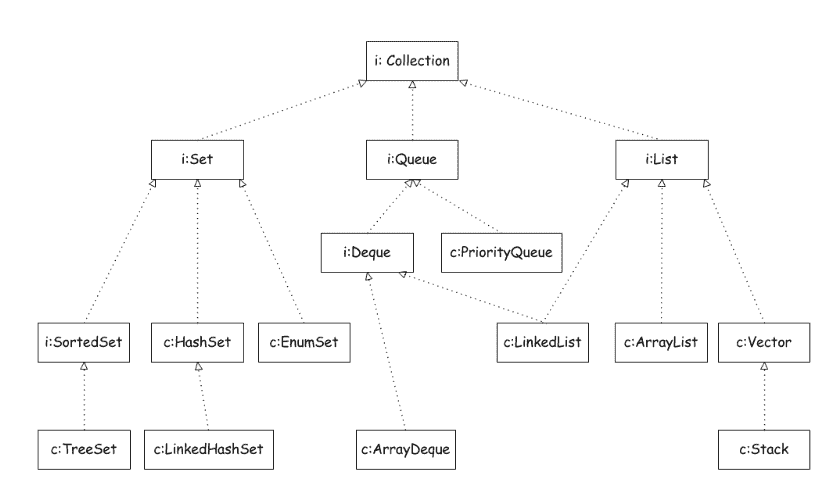 i: Collection
i:Set
i:Queue
i:List
i:Deque
c:PriorityQueue
i:SortedSet
c:HashSet
c:EnumSet
c:LinkedList
c:ArrayList
c:Vector
c:TreeSet
c:LinkedHashSet
c:ArrayDeque
c:Stack